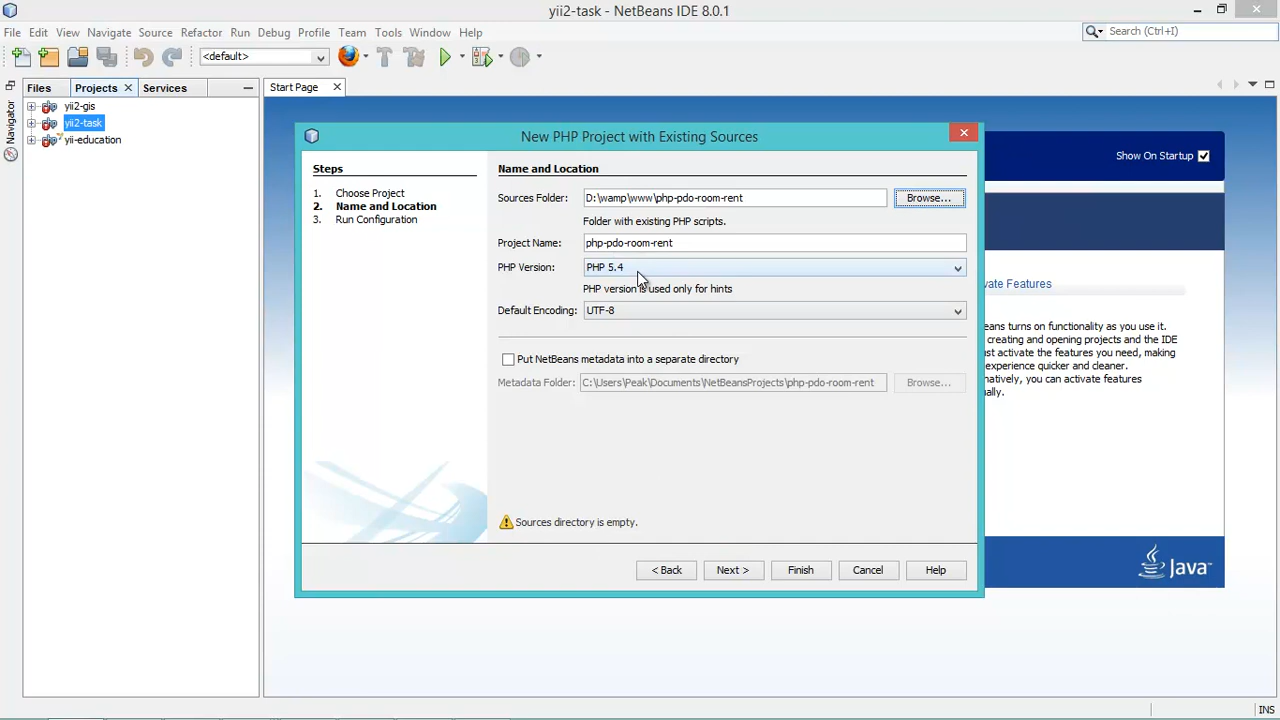 yii2-task - NetBeans IDE 8.0.1
File Edit View Navigate Source Refactor Run Debug Profile Team Tools Window Help
Search (Ctrl+I)
<default>
Files Projects Services
Start Page
Navigator
yii2-gis
yii2-task
yii-education
New PHP Project with Existing Sources
Show On Startup
Steps
1. Choose Project
2. Name and Location
3. Run Configuration
Name and Location
Sources Folder: D:\wamp\www\php-pdo-room-rent Browse...
Folder with existing PHP scripts.
Project Name: php-pdo-room-rent
PHP Version: PHP 5.4
PHP version is used only for hints
Default Encoding: UTF-8
Put NetBeans metadata into a separate directory
Metadata Folder: C:\Users\Peak\Documents\NetBeansProjects\php-pdo-room-rent Browse...
Sources directory is empty.
< Back Next > Finish Cancel Help
vate Features
eans turns on functionality as you use it.
creating and opening projects and the IDE
st activate the features you need, making
experience quicker and cleaner.
natively, you can activate features
ually.
Java
INS